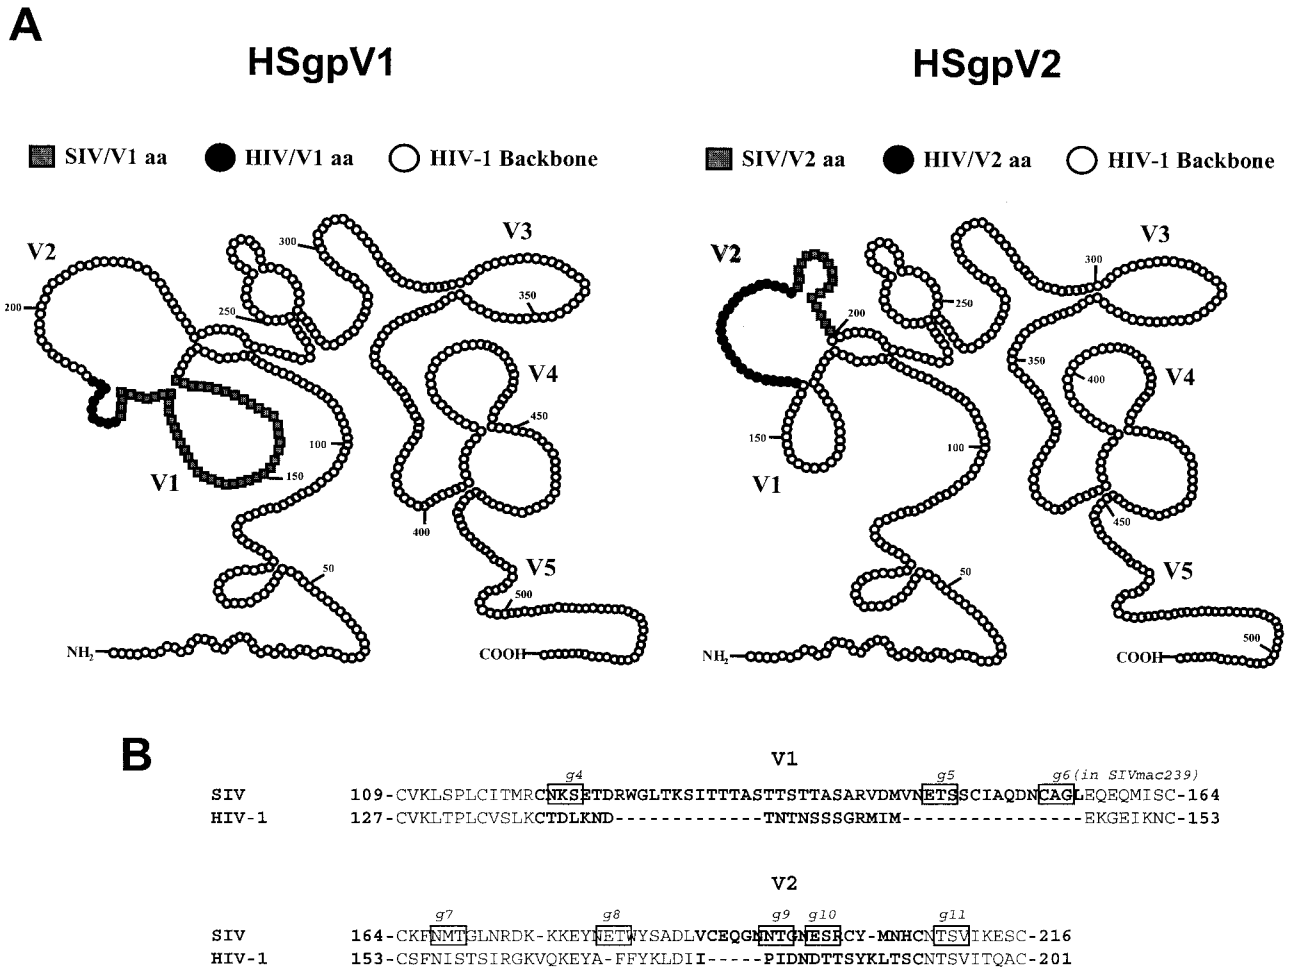 A
HSgpV1
HSgpV2
SIV/V1 aa HIV/V1 aa HIV-1 Backbone
SIV/V2 aa HIV/V2 aa HIV-1 Backbone
V2
300
V3
200
250
350
V4
450
100
V1
150
400
V5
50
500
NH2
COOH
V2
V3
300
250
200
350
400
V4
150
100
V1
450
V5
50
500
NH2
COOH
B
V1
g4 g5 g6(in SIVmac239)
SIV 109-CVKLSPLCITMRCNKSETDRWGLTKSITTTASTTSTTASARVDMVNETSSCIAQDNCAGLEQEQMISC-164
HIV-1 127-CVKLTPLCVSLKCTDLKND-------------TNTNSSSGRMIM----------------EKGEIKNC-153
V2
g7 g8 g9 g10 g11
SIV 164-CKFNMTGLNRDK-KKEYNETWYSADLVCEQGNNTGNESRCY-MNHCNTSVIKESC-216
HIV-1 153-CSFNISTSIRGKVQKEYA-FFYKLDII-----PIDNDTTSYKLTSCNTSVITQAC-201